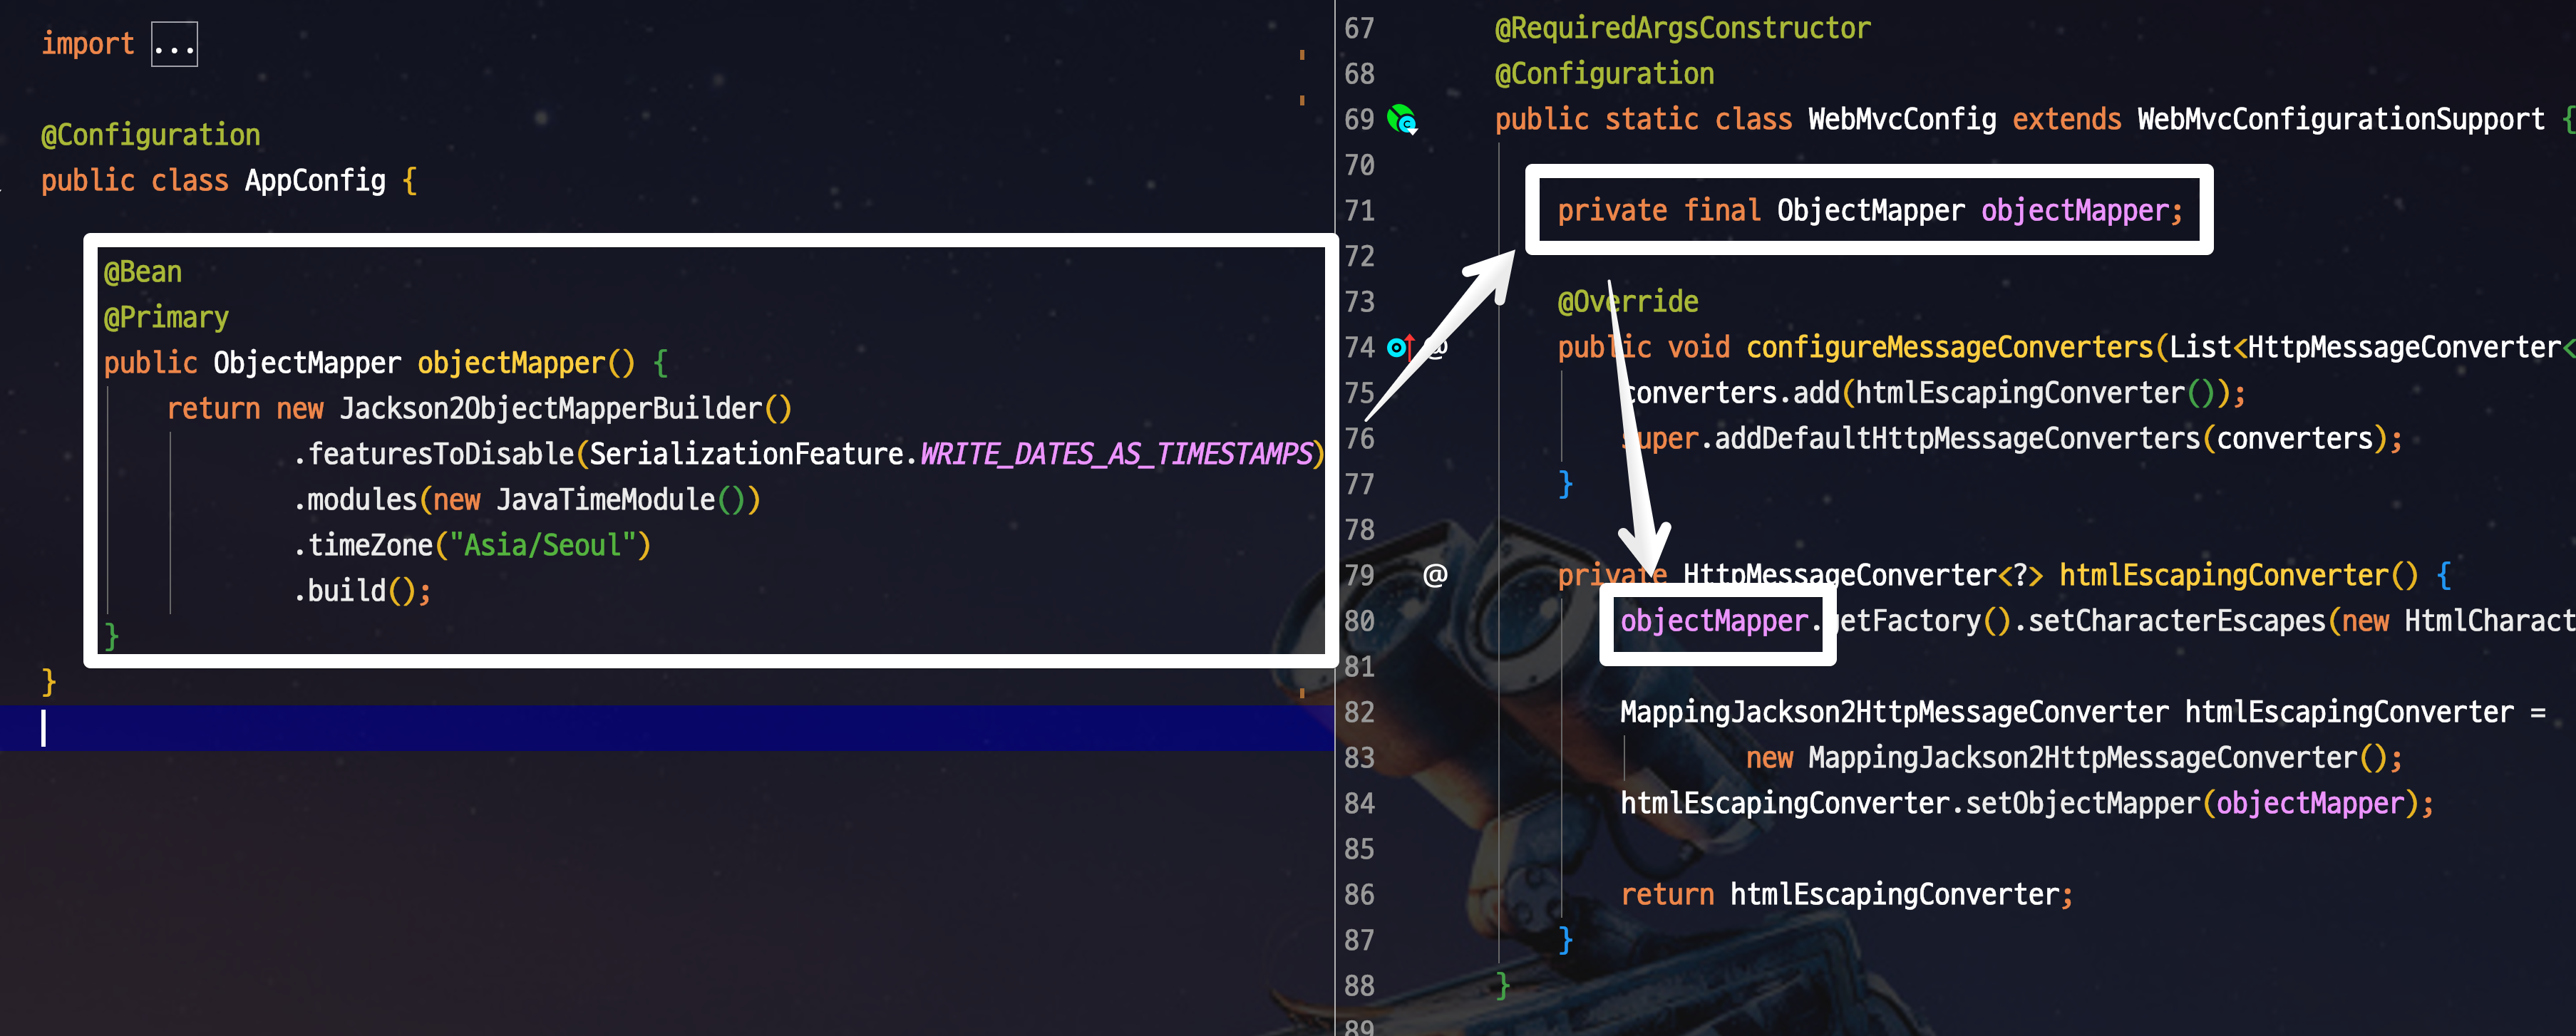 import ...
@Configuration
public class AppConfig {
@Bean
@Primary
public ObjectMapper objectMapper() {
return new Jackson2ObjectMapperBuilder()
.featuresToDisable(SerializationFeature.WRITE_DATES_AS_TIMESTAMPS)
.modules(new JavaTimeModule())
.timeZone("Asia/Seoul")
.build();
}
}
67 @RequiredArgsConstructor
68 @Configuration
69 public static class WebMvcConfig extends WebMvcConfigurationSupport {
70
71 private final ObjectMapper objectMapper;
72
73 @Override
74 @ public void configureMessageConverters(List<HttpMessageConverter<
75 converters.add(htmlEscapingConverter());
76 super.addDefaultHttpMessageConverters(converters);
77 }
78
79 @ private HttpMessageConverter<?> htmlEscapingConverter() {
80 objectMapper.getFactory().setCharacterEscapes(new HtmlCharact
81
82 MappingJackson2HttpMessageConverter htmlEscapingConverter =
83 new MappingJackson2HttpMessageConverter();
84 htmlEscapingConverter.setObjectMapper(objectMapper);
85
86 return htmlEscapingConverter;
87 }
88 }
89